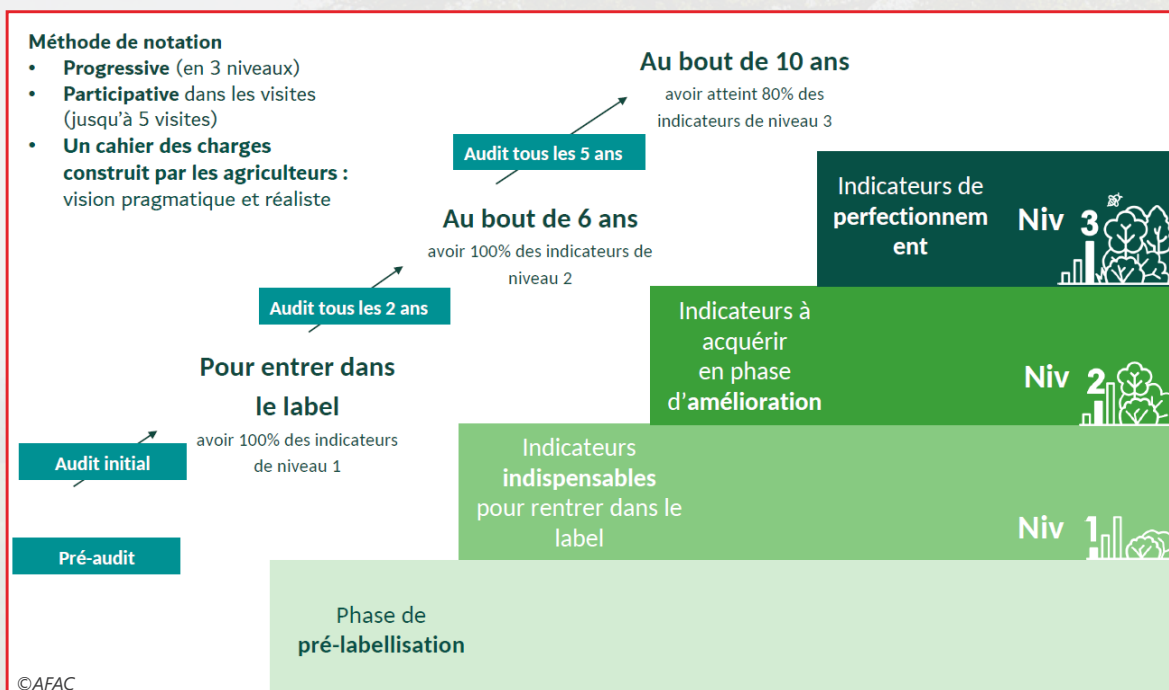 Méthode de notation
• Progressive (en 3 niveaux)
• Participative dans les visites
(jusqu'à 5 visites)
• Un cahier des charges
construit par les agriculteurs :
vision pragmatique et réaliste
Au bout de 10 ans
avoir atteint 80% des
indicateurs de niveau 3
Audit tous les 5 ans
Au bout de 6 ans
avoir 100% des indicateurs de
niveau 2
Audit tous les 2 ans
Pour entrer dans
le label
avoir 100% des indicateurs
de niveau 1
Audit initial
Pré-audit
Indicateurs de
perfectionnem
ent
Niv 3
Indicateurs à
acquérir
en phase
d'amélioration
Niv 2
Indicateurs
indispensables
pour rentrer dans le
label
Niv 1
Phase de
pré-labellisation
©AFAC